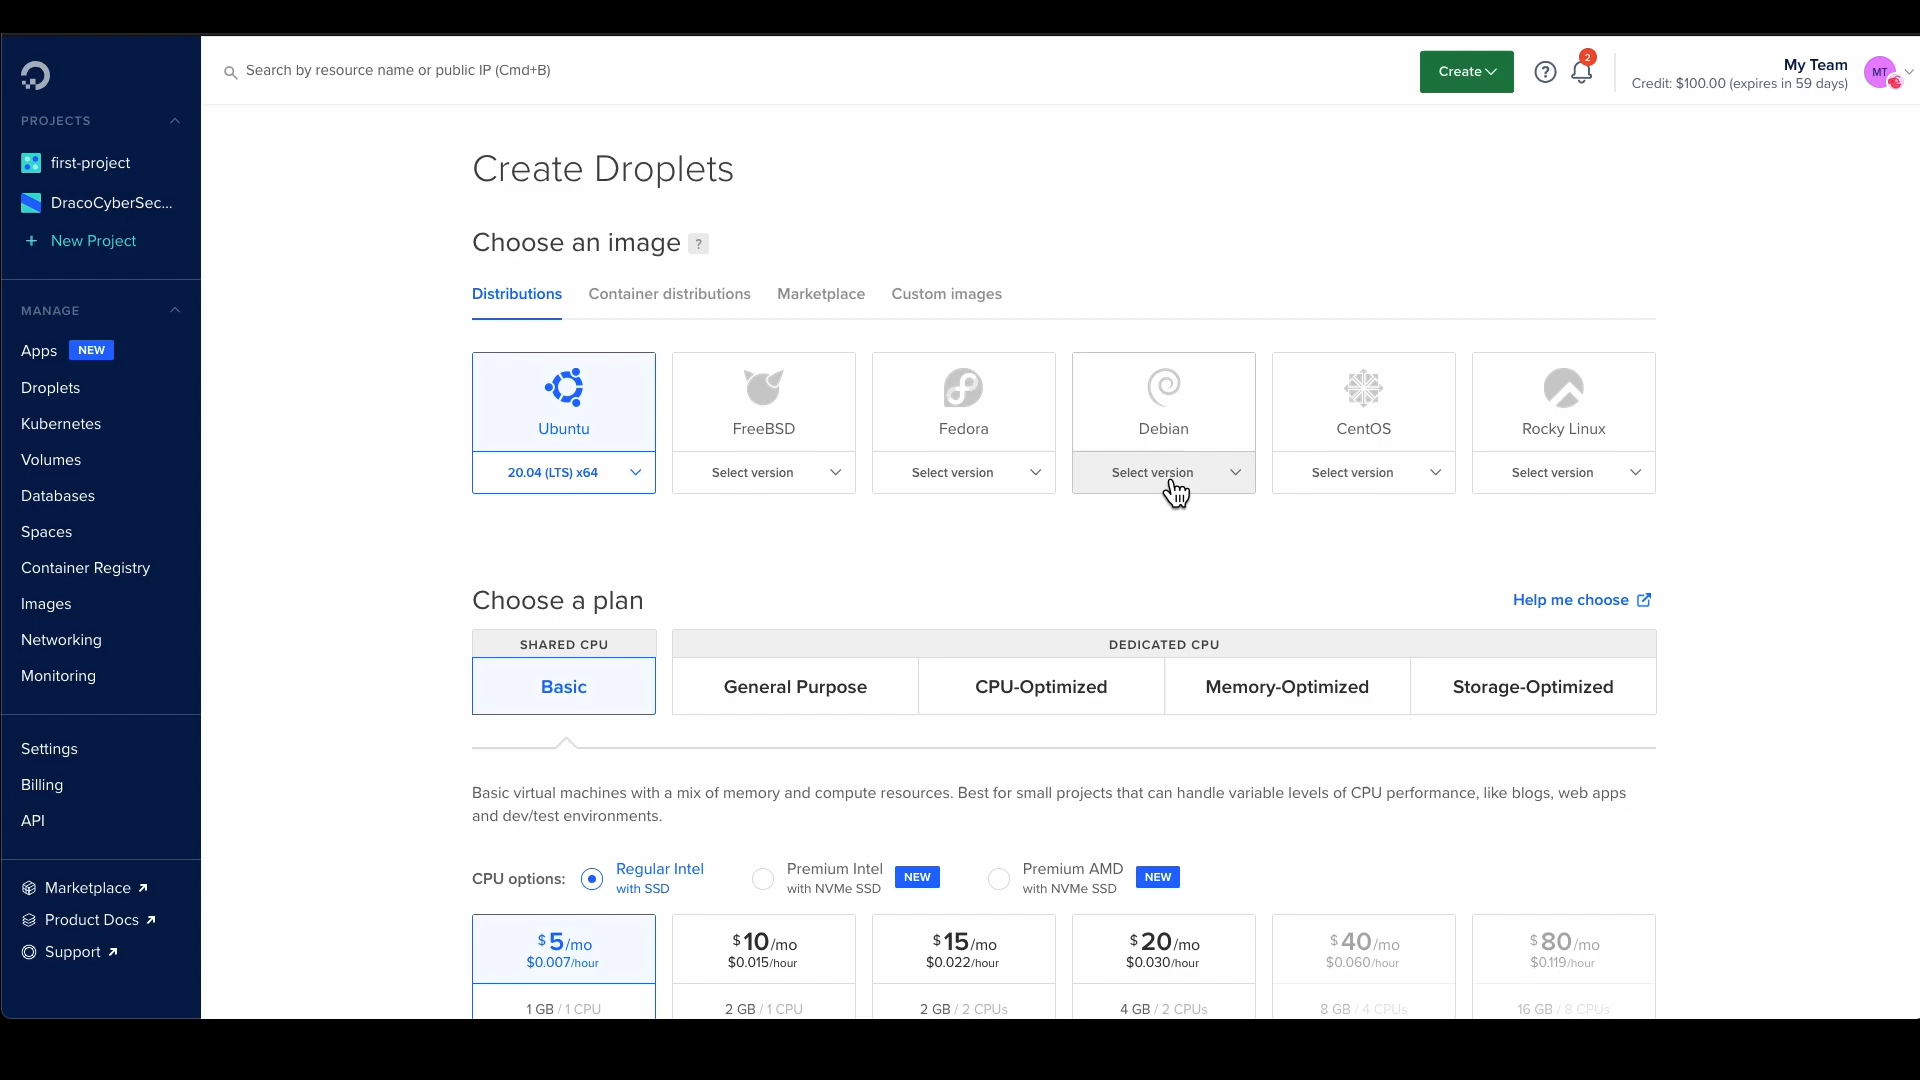 Search by resource name or public IP (Cmd+B)
Create
?
2
My Team
Credit: $100.00 (expires in 59 days)
MT
PROJECTS
first-project
DracoCyberSec...
+ New Project
MANAGE
Apps NEW
Droplets
Kubernetes
Volumes
Databases
Spaces
Container Registry
Images
Networking
Monitoring
Settings
Billing
API
Marketplace
Product Docs
Support
Create Droplets
Choose an image ?
Distributions Container distributions Marketplace Custom images
Ubuntu FreeBSD Fedora Debian CentOS Rocky Linux
20.04 (LTS) x64 Select version Select version Select version Select version Select version
Choose a plan
Help me choose
SHARED CPU DEDICATED CPU
Basic General Purpose CPU-Optimized Memory-Optimized Storage-Optimized
Basic virtual machines with a mix of memory and compute resources. Best for small projects that can handle variable levels of CPU performance, like blogs, web apps
and dev/test environments.
CPU options: Regular Intel Premium Intel NEW Premium AMD NEW
with SSD with NVMe SSD with NVMe SSD
$5/mo $10/mo $15/mo $20/mo $40/mo $80/mo
$0.007/hour $0.015/hour $0.022/hour $0.030/hour $0.060/hour $0.119/hour
1 GB / 1 CPU 2 GB / 1 CPU 2 GB / 2 CPUs 4 GB / 2 CPUs 8 GB / 4 CPUs 16 GB / 8 CPUs